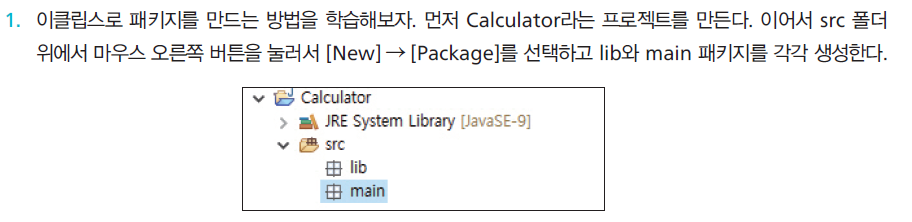 1. 이클립스로 패키지를 만드는 방법을 학습해보자. 먼저 Calculator라는 프로젝트를 만든다. 이어서 src 폴더
위에서 마우스 오른쪽 버튼을 눌러서 [New] → [Package]를 선택하고 lib와 main 패키지를 각각 생성한다.
Calculator
JRE System Library [JavaSE-9]
src
lib
main